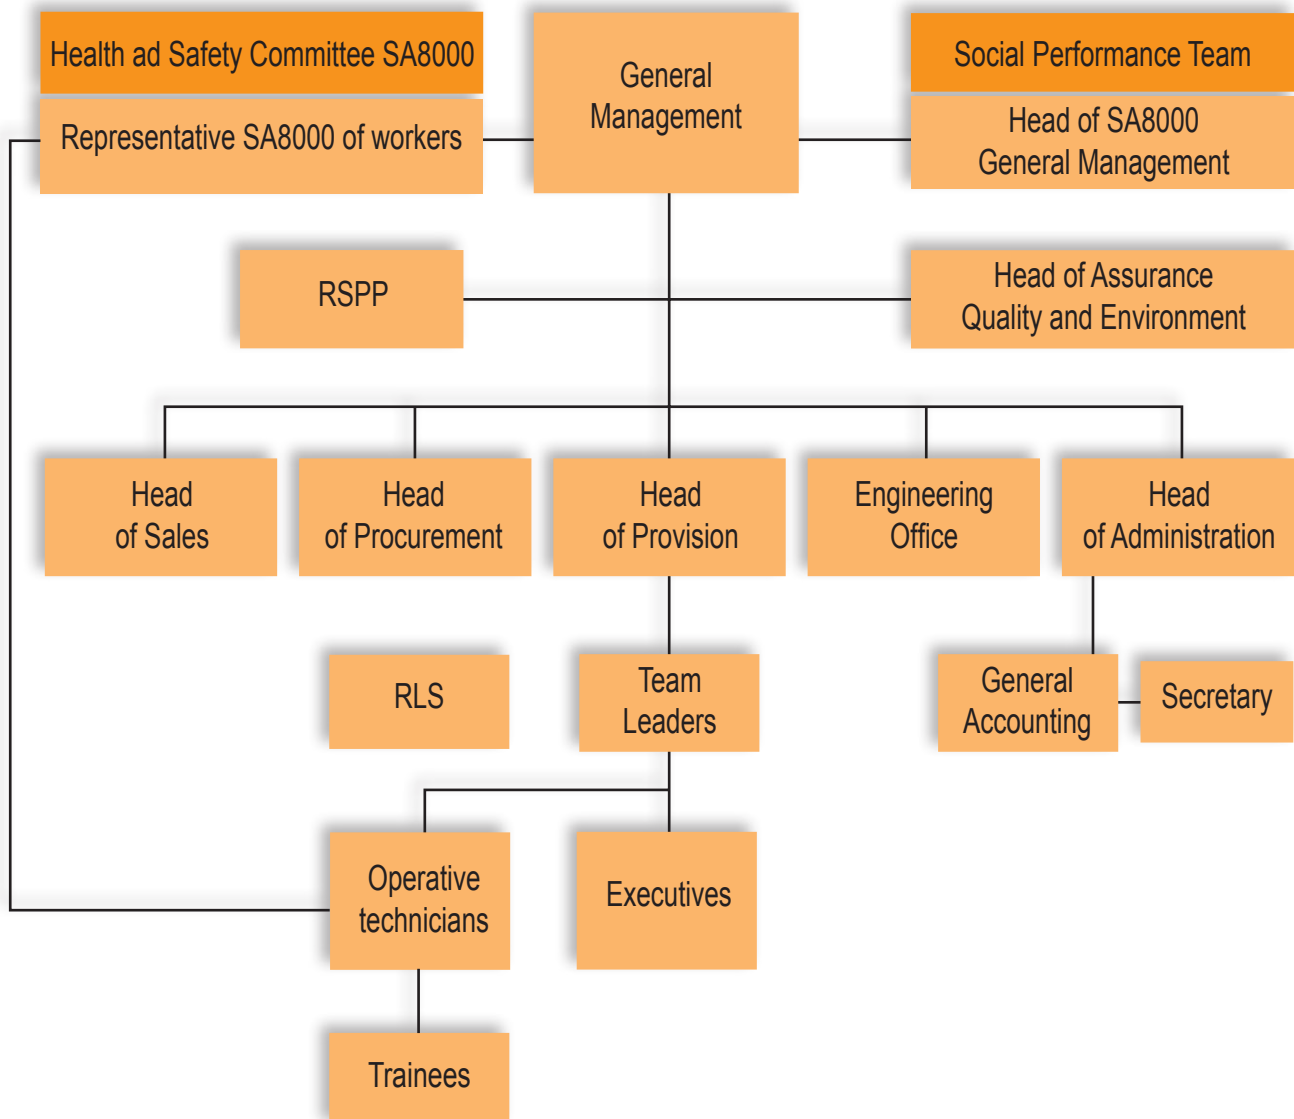 Health ad Safety Committee SA8000
General
Management
Social Performance Team
Representative SA8000 of workers
Head of SA8000
General Management
RSPP
Head of Assurance
Quality and Environment
Head
of Sales
Head
of Procurement
Head
of Provision
Engineering
Office
Head
of Administration
RLS
Team
Leaders
General
Accounting
Secretary
Operative
technicians
Executives
Trainees